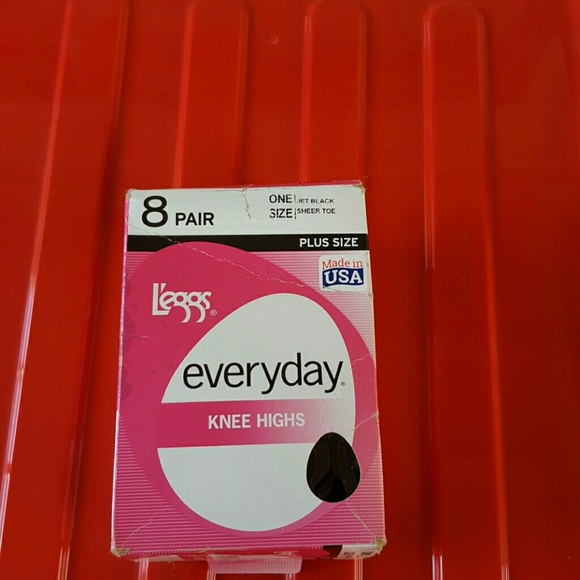 8 PAIR
ONE SIZE
JET BLACK
SHEER TOE
PLUS SIZE
Made in
USA
L'eggs®
everyday®
KNEE HIGHS